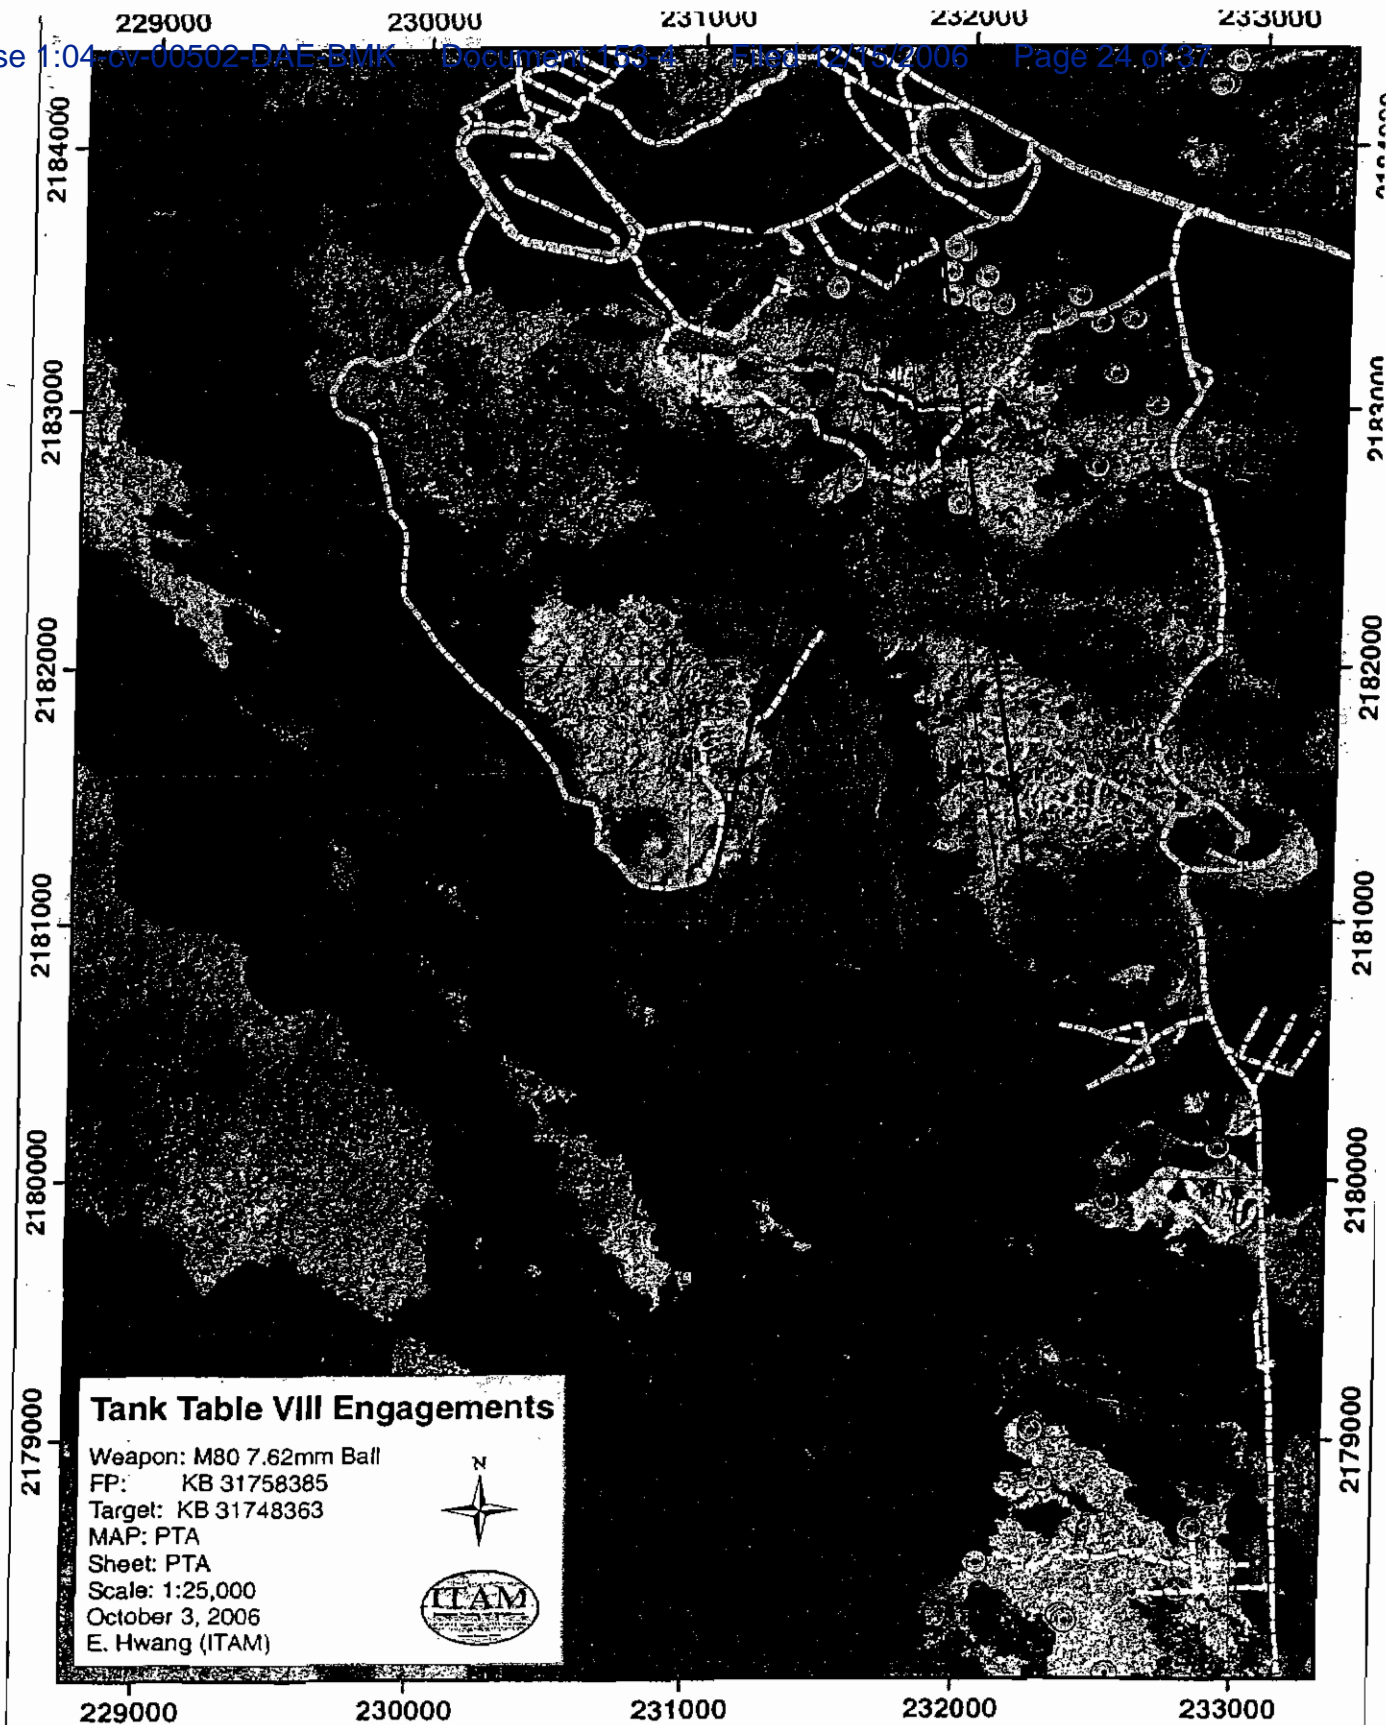 229000 230000 231000 232000 233000
se 1:04-cv-00502-DAE-BMK Document 153-4 Filed 12/15/2006 Page 24 of 37
2184000 2184000
2183000 2183000
2182000 2182000
2181000 2181000
2180000 2180000
2179000 2179000
Tank Table VIII Engagements
Weapon: M80 7.62mm Ball
FP: KB 31758385
Target: KB 31748363
MAP: PTA
Sheet: PTA
Scale: 1:25,000
October 3, 2006
E. Hwang (ITAM)
N
ITAM
229000 230000 231000 232000 233000